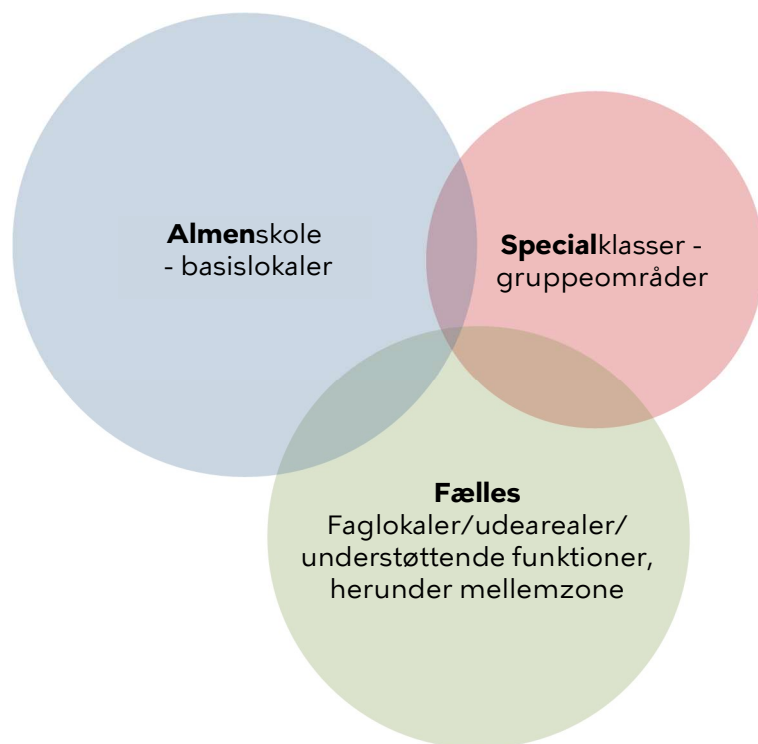 Almenskole
- basislokaler
Specialklasser -
gruppeområder
Fælles
Faglokaler/udearealer/
understøttende funktioner,
herunder mellemzone